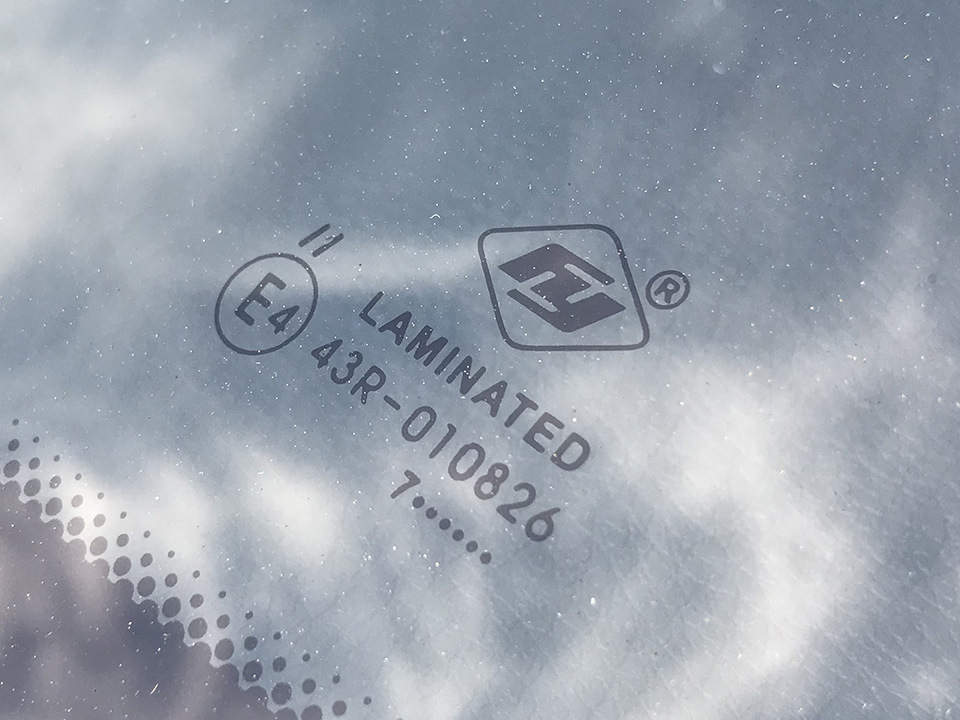 II
E4
LAMINATED
43R-010826
7••••••
®